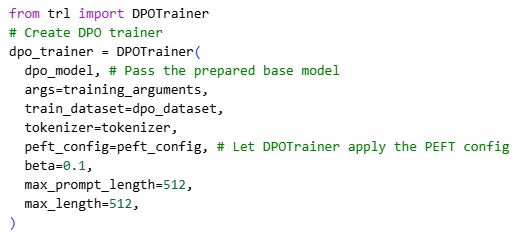 from trl import DPOTrainer
# Create DPO trainer
dpo_trainer = DPOTrainer(
  dpo_model, # Pass the prepared base model
  args=training_arguments,
  train_dataset=dpo_dataset,
  tokenizer=tokenizer,
  peft_config=peft_config, # Let DPOTrainer apply the PEFT config
  beta=0.1,
  max_prompt_length=512,
  max_length=512,
)